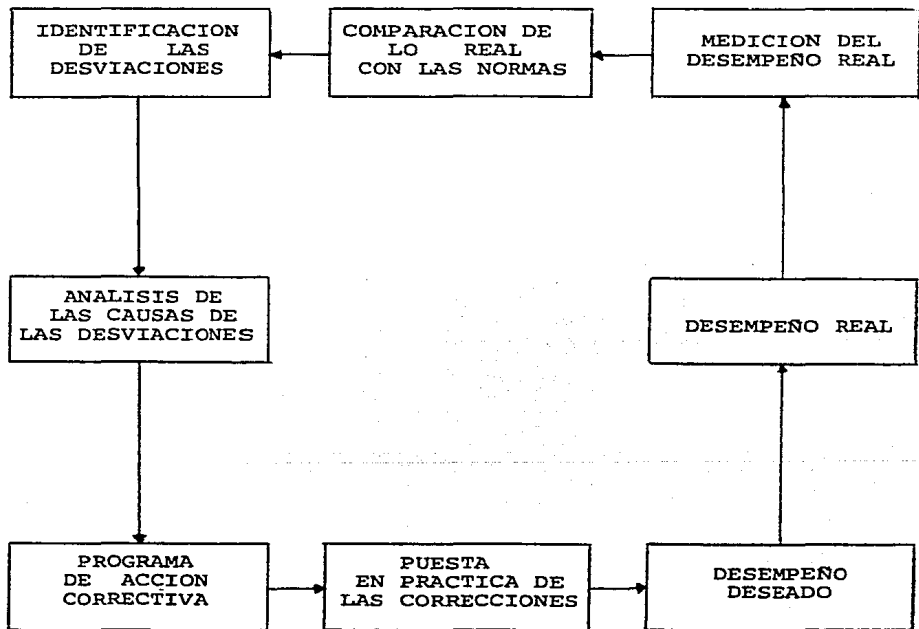 IDENTIFICACION
DE LAS
DESVIACIONES
COMPARACION DE
LO REAL
CON LAS NORMAS
MEDICION DEL
DESEMPEÑO REAL
ANALISIS DE
LAS CAUSAS DE
LAS DESVIACIONES
DESEMPEÑO REAL
PROGRAMA
DE ACCION
CORRECTIVA
PUESTA
EN PRACTICA DE
LAS CORRECCIONES
DESEMPEÑO
DESEADO